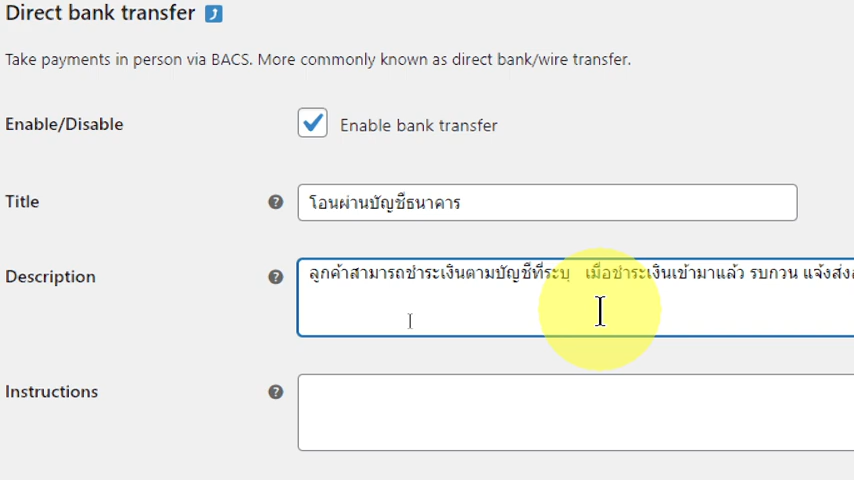 Direct bank transfer
Take payments in person via BACS. More commonly known as direct bank/wire transfer.
Enable/Disable
Enable bank transfer
Title
โอนผ่านบัญชีธนาคาร
Description
ลูกค้าสามารถชำระเงินตามบัญชีที่ระบุ เมื่อชำระเงินเข้ามาแล้ว รบกวน แจ้งส่ง
Instructions